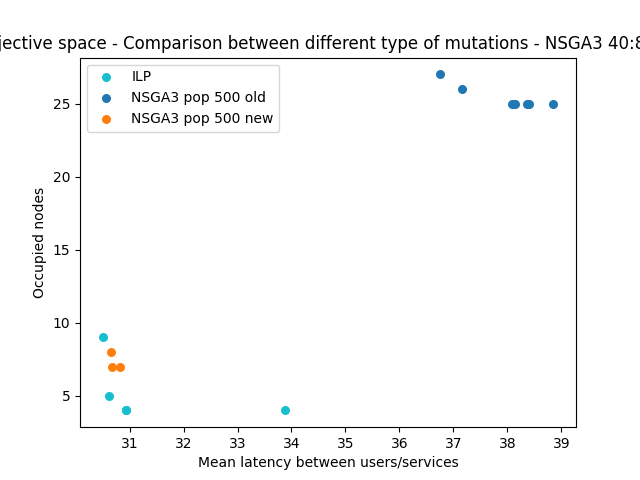 jective space - Comparison between different type of mutations - NSGA3 40:8
ILP
NSGA3 pop 500 old
NSGA3 pop 500 new
Occupied nodes
25
20
15
10
5
31 32 33 34 35 36 37 38 39
Mean latency between users/services